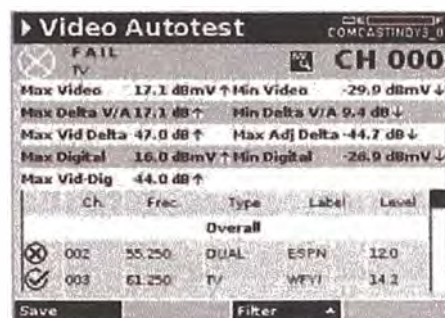 Video Autotest
COMCASTINDY3_0
FAIL
TV
CH 000
Max Video 17.1 dBmV ↑ Min Video -29.9 dBmV ↓
Max Delta V/A 17.1 dB ↑ Min Delta V/A 9.4 dB ↓
Max Vid Delta 47.0 dB ↑ Max Adj Delta -44.7 dB ↓
Max Digital 16.0 dBmV ↑ Min Digital -28.9 dBmV ↓
Max Vid-Dig 44.0 dB ↑
Ch. Freq. Type Label Level
Overall
002 55.250 DUAL ESPN 12.0
003 61.250 TV WFYI 14.2
Save Filter